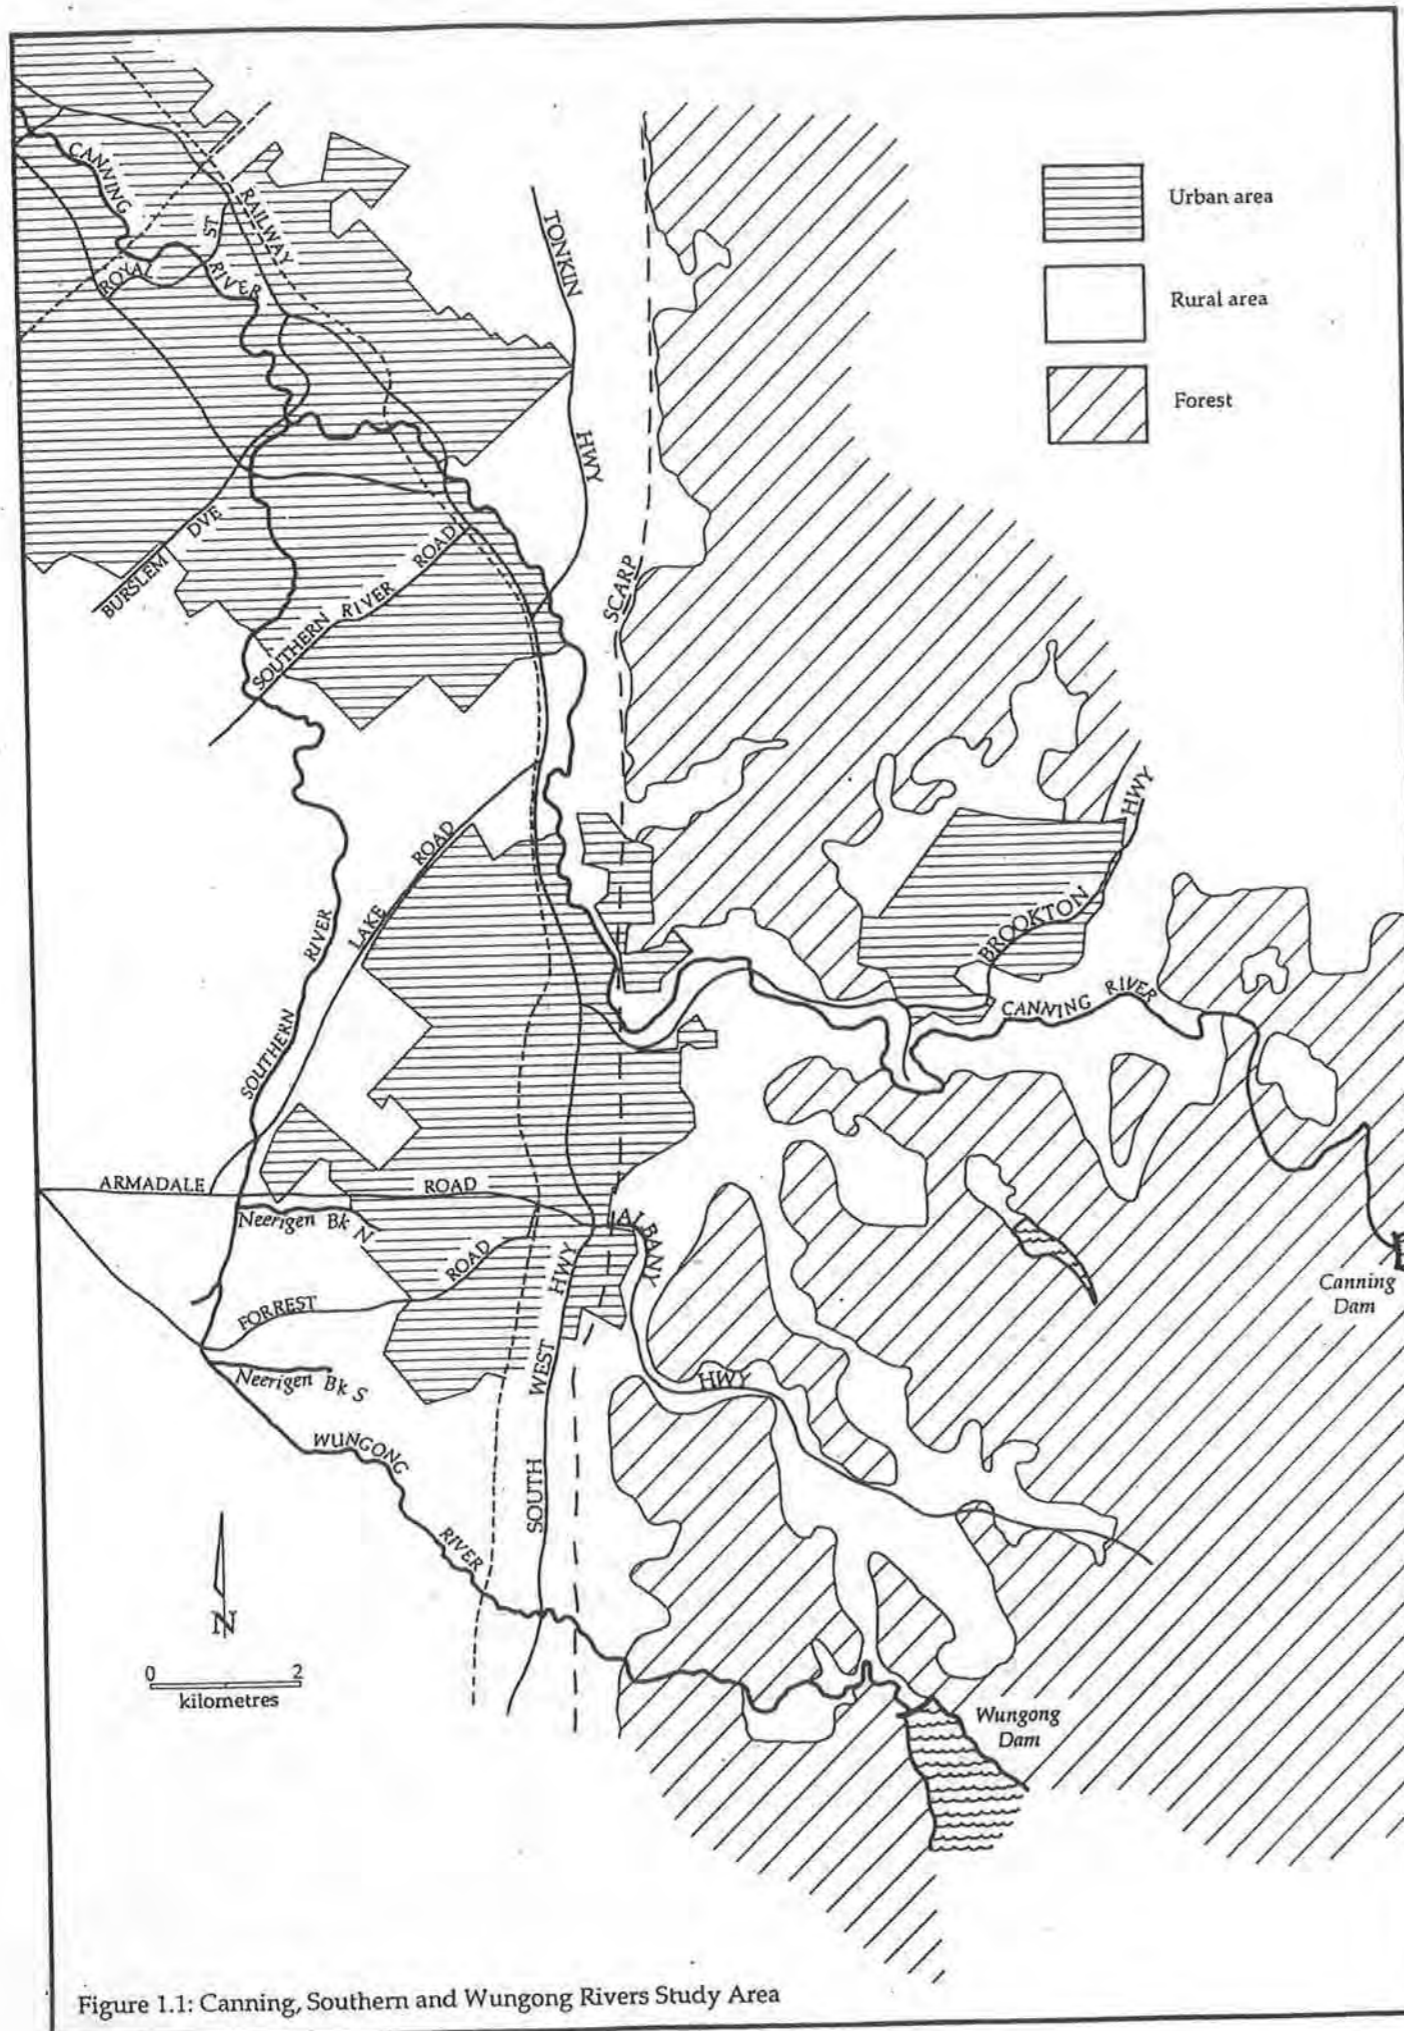 CANNING
RIVER
RAILWAY
ST
TONKIN
HWY
Urban area
Rural area
Forest
BURSLEM DVE
SOUTHERN RIVER ROAD
SCARP
LAKE ROAD
SOUTHERN RIVER
BROOKTON HWY
CANNING RIVER
ARMADALE ROAD
Neerigen Bk N
FORREST ROAD
ALBANY
HWY
SOUTH WEST HWY
Neerigen Bk S
WUNGONG
RIVER
Canning
Dam
Wungong
Dam
N
0 2
kilometres
Figure 1.1: Canning, Southern and Wungong Rivers Study Area